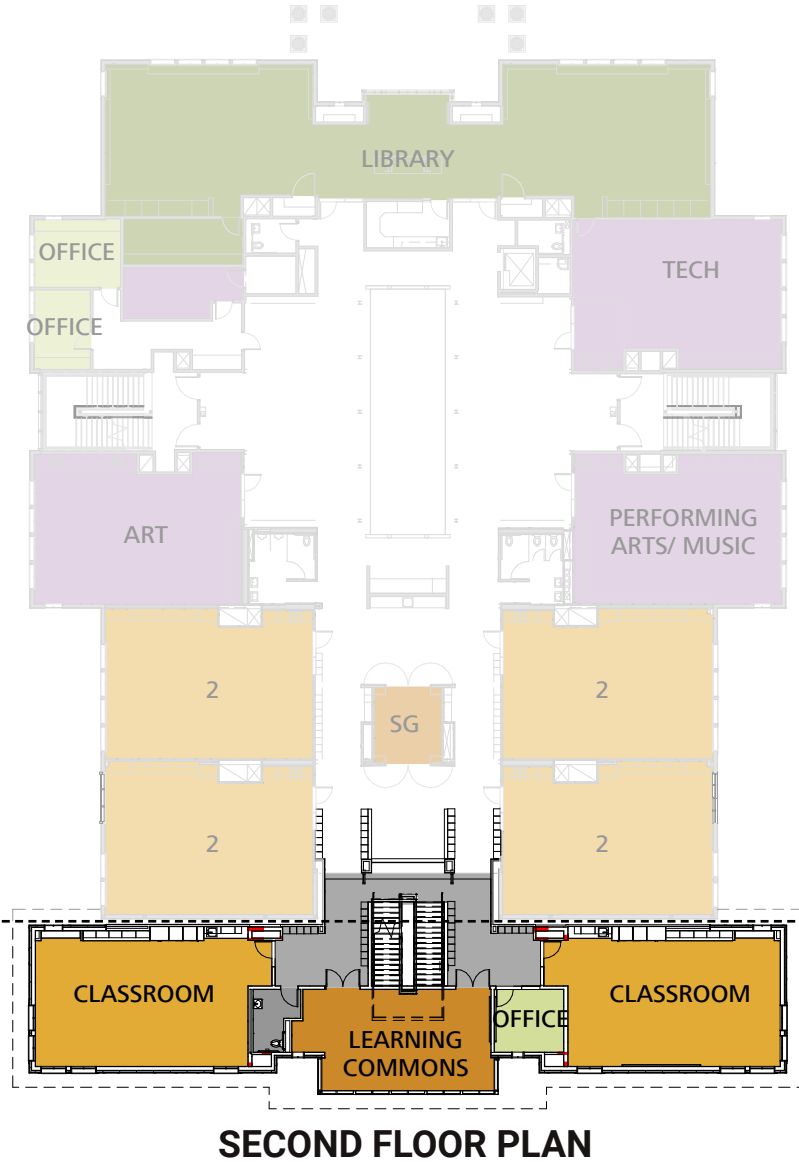 LIBRARY
OFFICE
TECH
OFFICE
ART
PERFORMING
ARTS/ MUSIC
2
2
SG
2
2
CLASSROOM
CLASSROOM
OFFICE
LEARNING
COMMONS
SECOND FLOOR PLAN